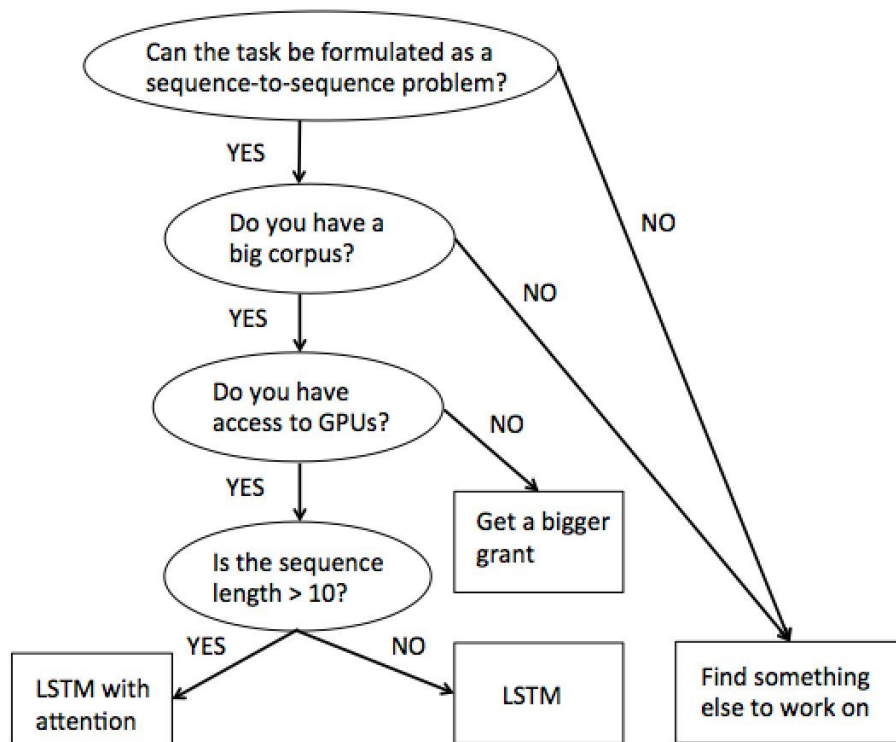 Can the task be formulated as a
sequence-to-sequence problem?
YES
NO
Do you have a
big corpus?
YES
NO
Do you have
access to GPUs?
YES
NO
Get a bigger
grant
Is the sequence
length > 10?
YES
NO
LSTM with
attention
LSTM
Find something
else to work on